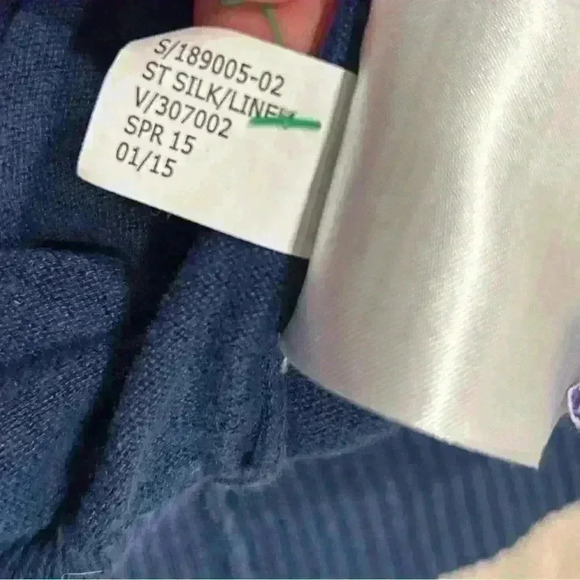 S/189005-02
ST SILK/LINEN
V/307002
SPR 15
01/15